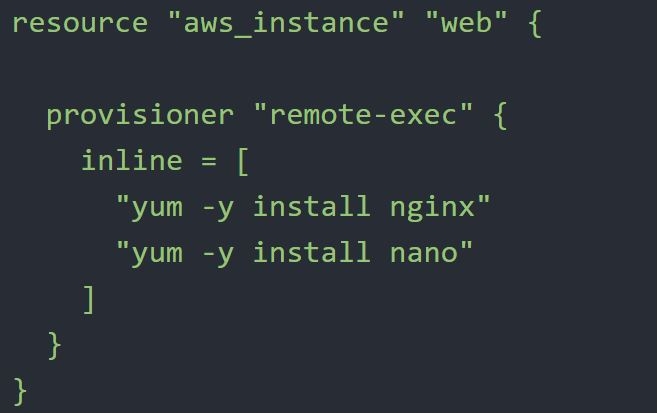 resource "aws_instance" "web" {
provisioner "remote-exec" {
inline = [
"yum -y install nginx"
"yum -y install nano"
]
}
}